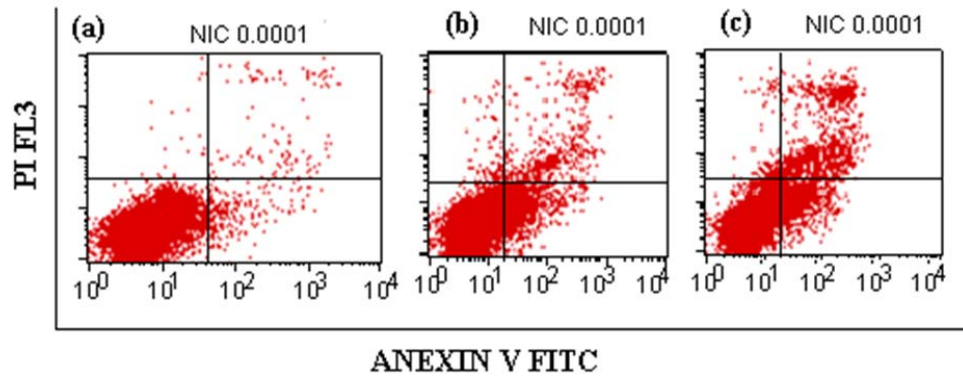 (a) NIC 0.0001
(b) NIC 0.0001
(c) NIC 0.0001
PI FL3
10⁰ 10¹ 10² 10³ 10⁴
10⁰ 10¹ 10² 10³ 10⁴
10⁰ 10¹ 10² 10³ 10⁴
ANEXIN V FITC